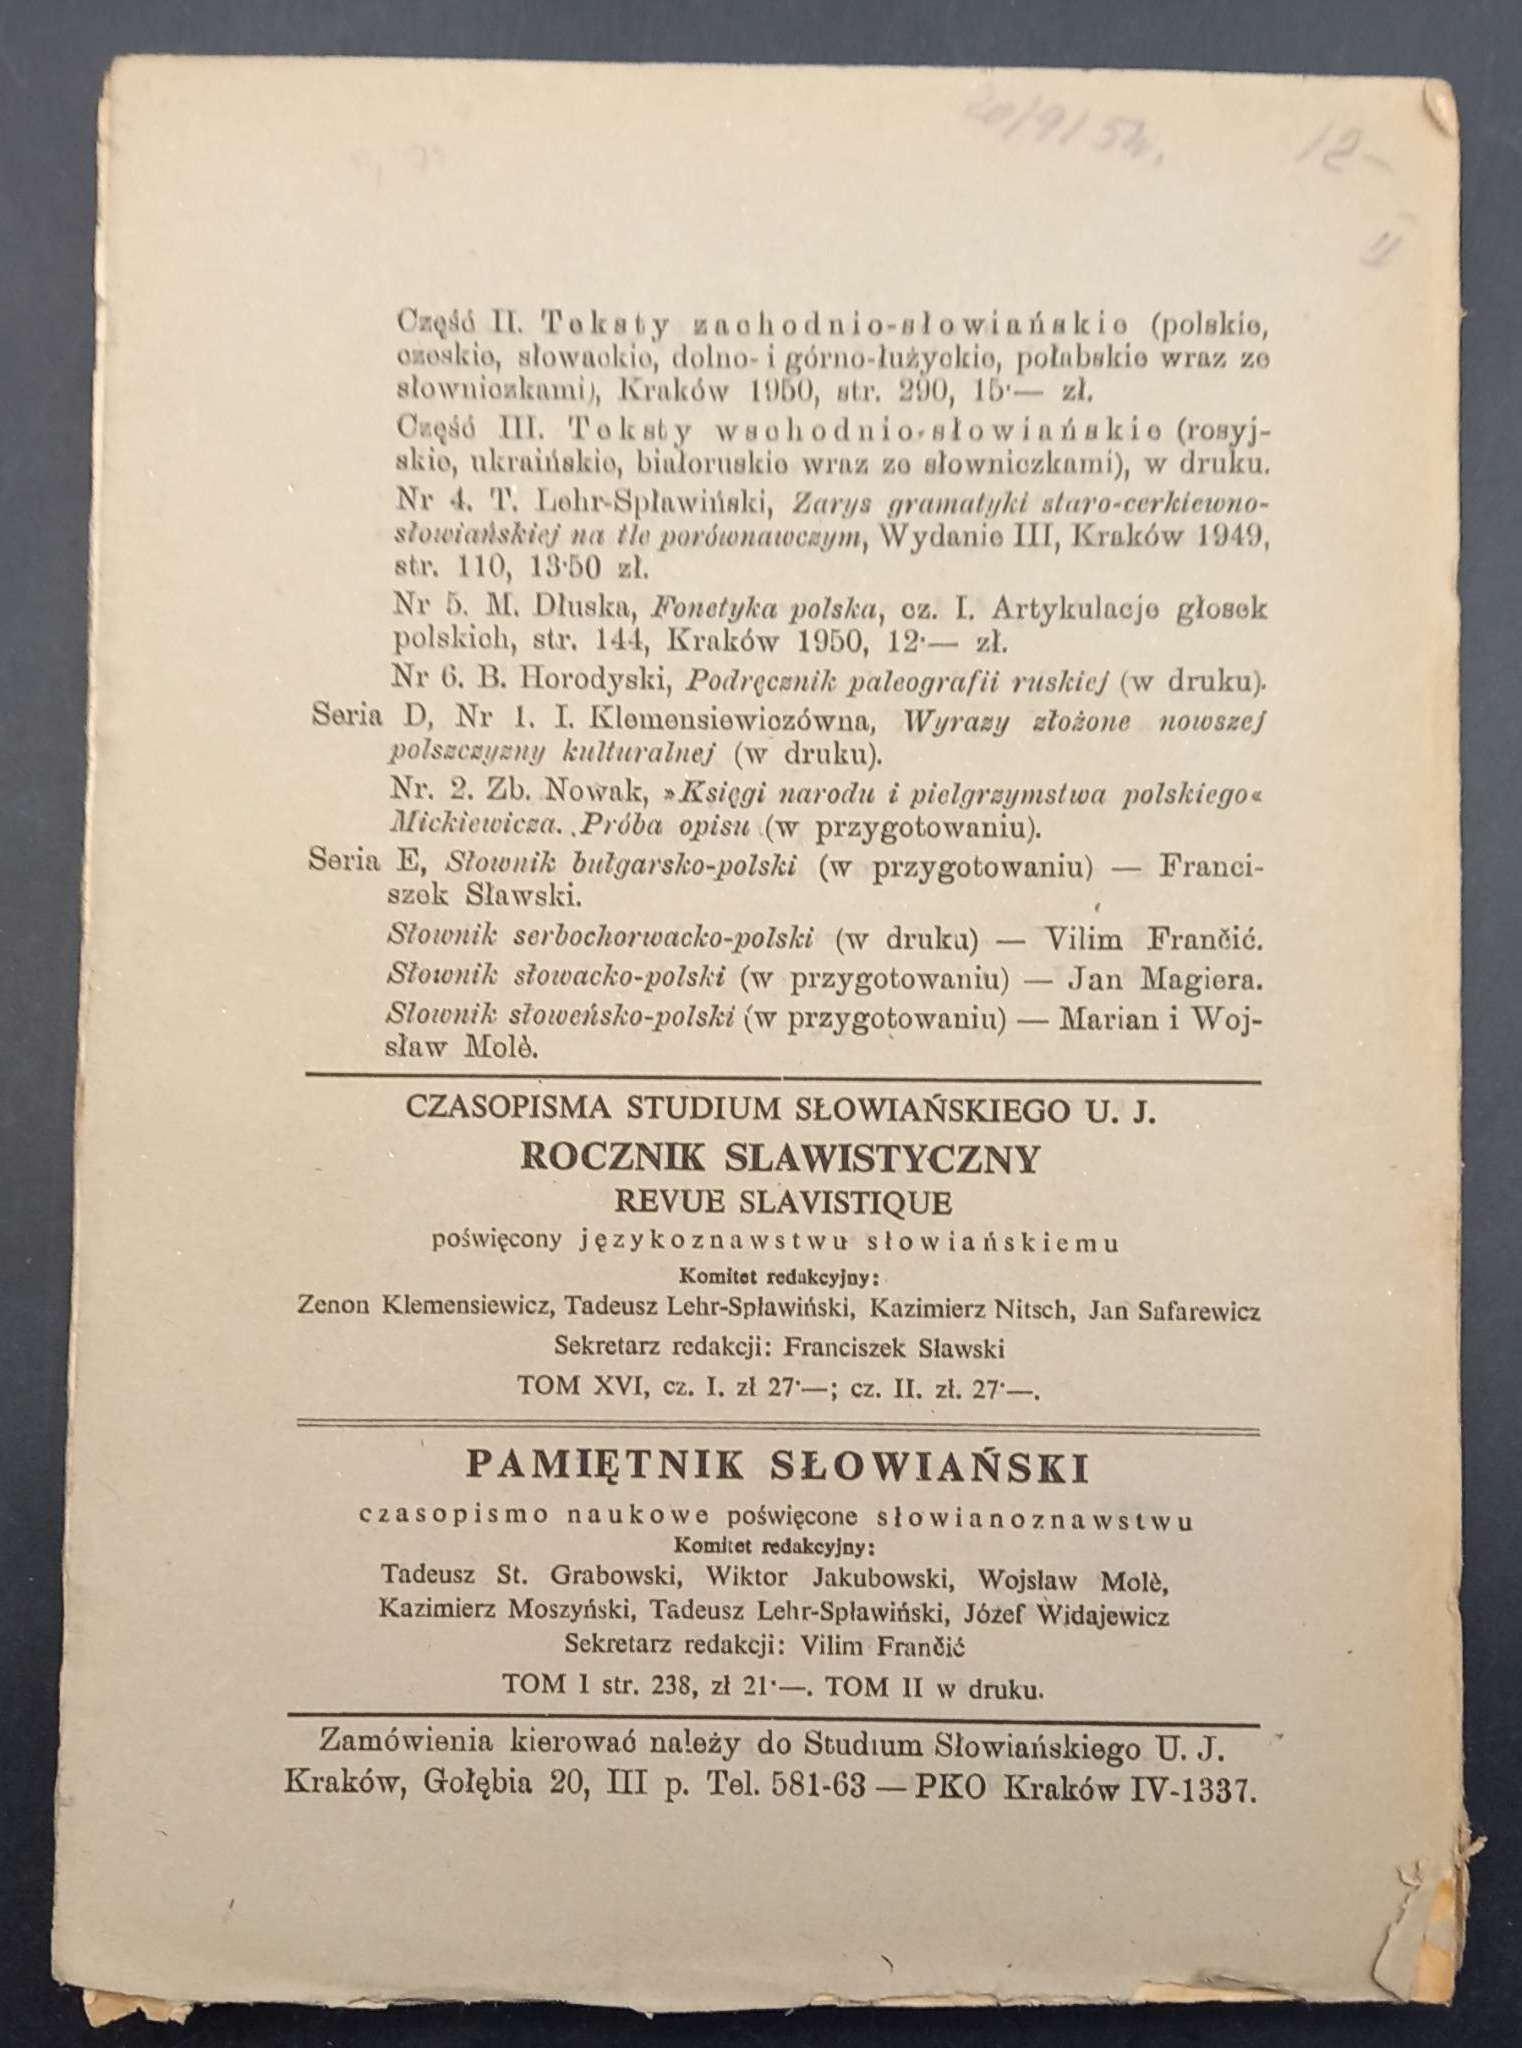 12-
II
Część II. Teksty zachodnio-słowiańskie (polskie,
czeskie, słowackie, dolno- i górno-łużyckie, połabskie wraz ze
słowniczkami), Kraków 1950, str. 290, 15·— zł.
Część III. Teksty wschodnio-słowiańskie (rosyj-
skie, ukraińskie, białoruskie wraz ze słowniczkami), w druku.
Nr 4. T. Lehr-Spławiński, Zarys gramatyki staro-cerkiewno-
słowiańskiej na tle porównawczym, Wydanie III, Kraków 1949,
str. 110, 13·50 zł.
Nr 5. M. Dłuska, Fonetyka polska, cz. I. Artykulacje głosek
polskich, str. 144, Kraków 1950, 12·— zł.
Nr 6. B. Horodyski, Podręcznik paleografii ruskiej (w druku).
Seria D, Nr 1. I. Klemensiewiczówna, Wyrazy złożone nowszej
polszczyzny kulturalnej (w druku).
Nr. 2. Zb. Nowak, »Księgi narodu i pielgrzymstwa polskiego«
Mickiewicza. Próba opisu (w przygotowaniu).
Seria E, Słownik bułgarsko-polski (w przygotowaniu) — Franci-
szek Sławski.
Słownik serbochorwacko-polski (w druku) — Vilim Frančić.
Słownik słowacko-polski (w przygotowaniu) — Jan Magiera.
Słownik słoweńsko-polski (w przygotowaniu) — Marian i Woj-
sław Molè.
CZASOPISMA STUDIUM SŁOWIAŃSKIEGO U. J.
ROCZNIK SLAWISTYCZNY
REVUE SLAVISTIQUE
poświęcony językoznawstwu słowiańskiemu
Komitet redakcyjny:
Zenon Klemensiewicz, Tadeusz Lehr-Spławiński, Kazimierz Nitsch, Jan Safarewicz
Sekretarz redakcji: Franciszek Sławski
TOM XVI, cz. I. zł 27·—; cz. II. zł. 27·—.
PAMIĘTNIK SŁOWIAŃSKI
czasopismo naukowe poświęcone słowianoznawstwu
Komitet redakcyjny:
Tadeusz St. Grabowski, Wiktor Jakubowski, Wojsław Molè,
Kazimierz Moszyński, Tadeusz Lehr-Spławiński, Józef Widajewicz
Sekretarz redakcji: Vilim Frančić
TOM I str. 238, zł 21·—. TOM II w druku.
Zamówienia kierować należy do Studium Słowiańskiego U. J.
Kraków, Gołębia 20, III p. Tel. 581-63 — PKO Kraków IV-1337.